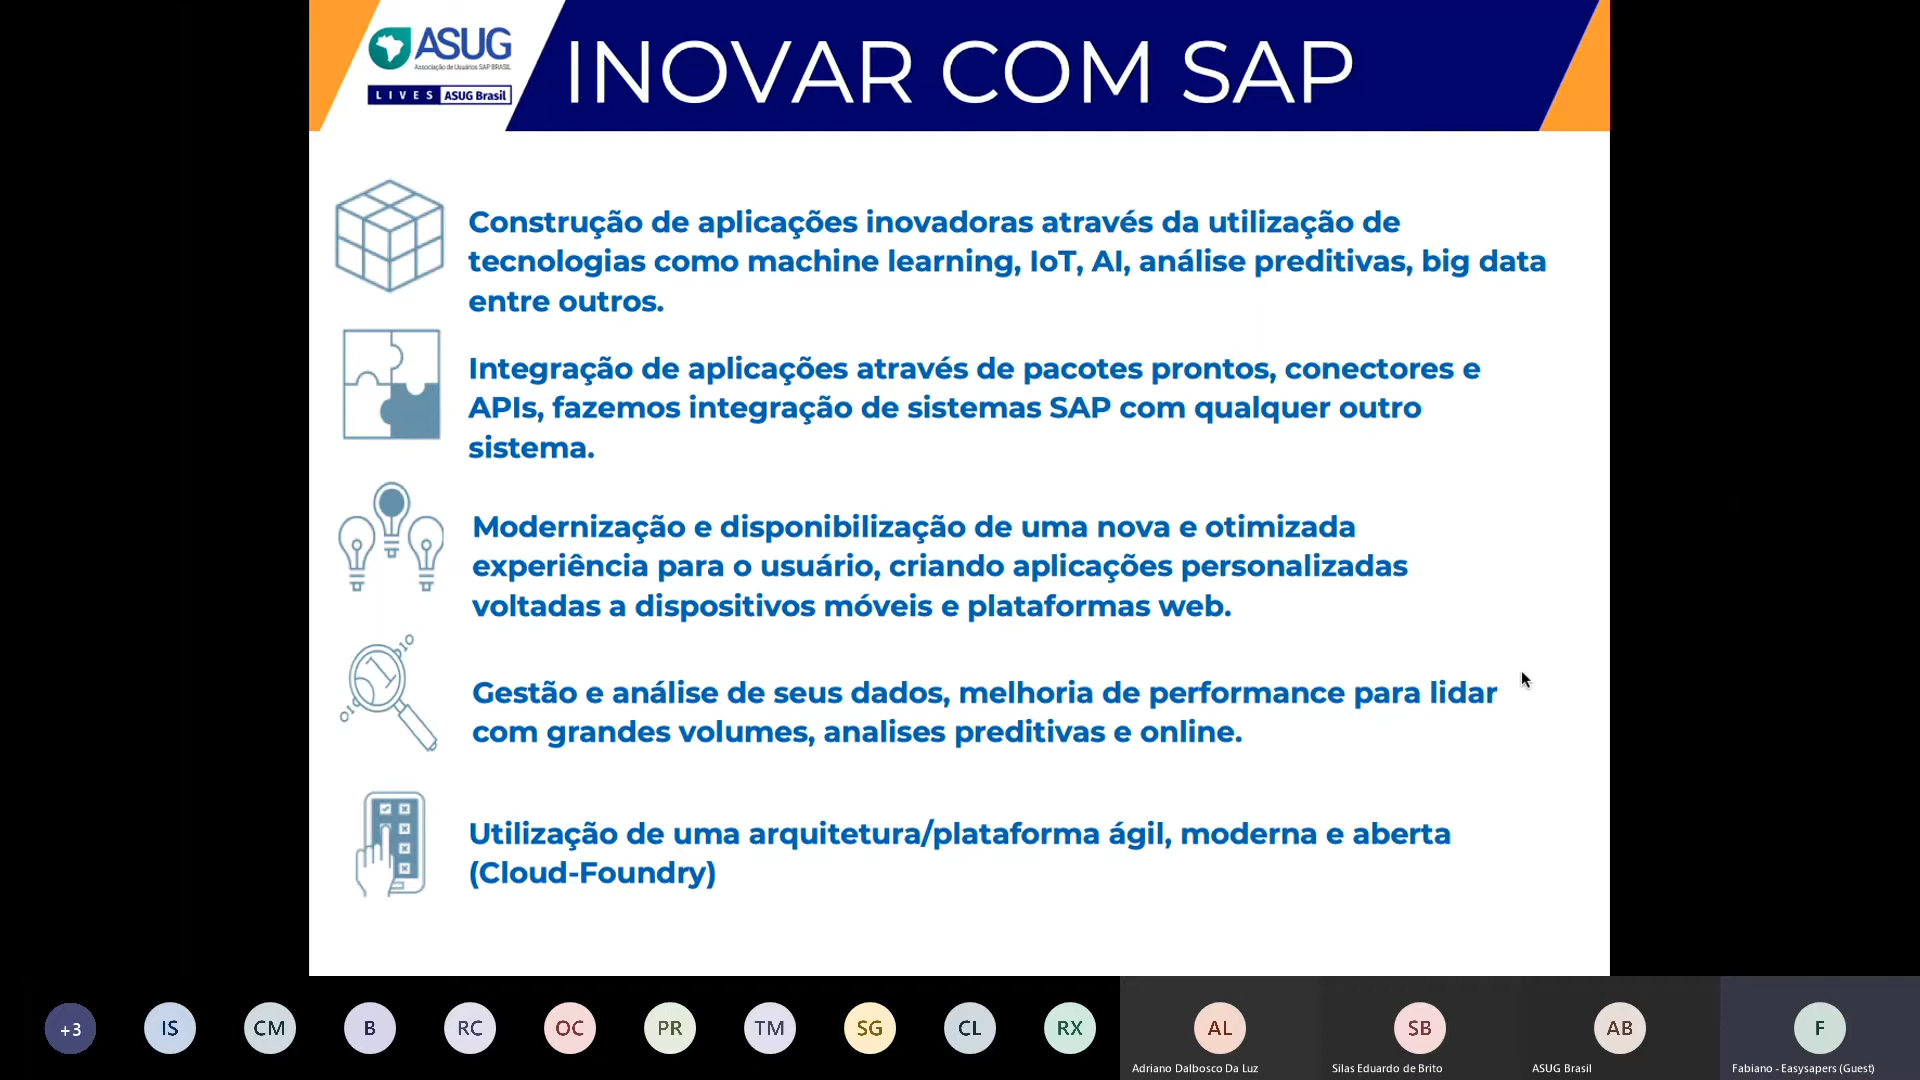 ASUG
Associação de Usuários SAP BRASIL
LIVES ASUG Brasil
INOVAR COM SAP
Construção de aplicações inovadoras através da utilização de
tecnologias como machine learning, IoT, AI, análise preditivas, big data
entre outros.
Integração de aplicações através de pacotes prontos, conectores e
APIs, fazemos integração de sistemas SAP com qualquer outro
sistema.
Modernização e disponibilização de uma nova e otimizada
experiência para o usuário, criando aplicações personalizadas
voltadas a dispositivos móveis e plataformas web.
Gestão e análise de seus dados, melhoria de performance para lidar
com grandes volumes, analises preditivas e online.
Utilização de uma arquitetura/plataforma ágil, moderna e aberta
(Cloud-Foundry)
+3 IS CM B RC OC PR TM SG CL RX AL SB AB F
Adriano Dalbosco Da Luz Silas Eduardo de Brito ASUG Brasil Fabiano - Easysapers (Guest)